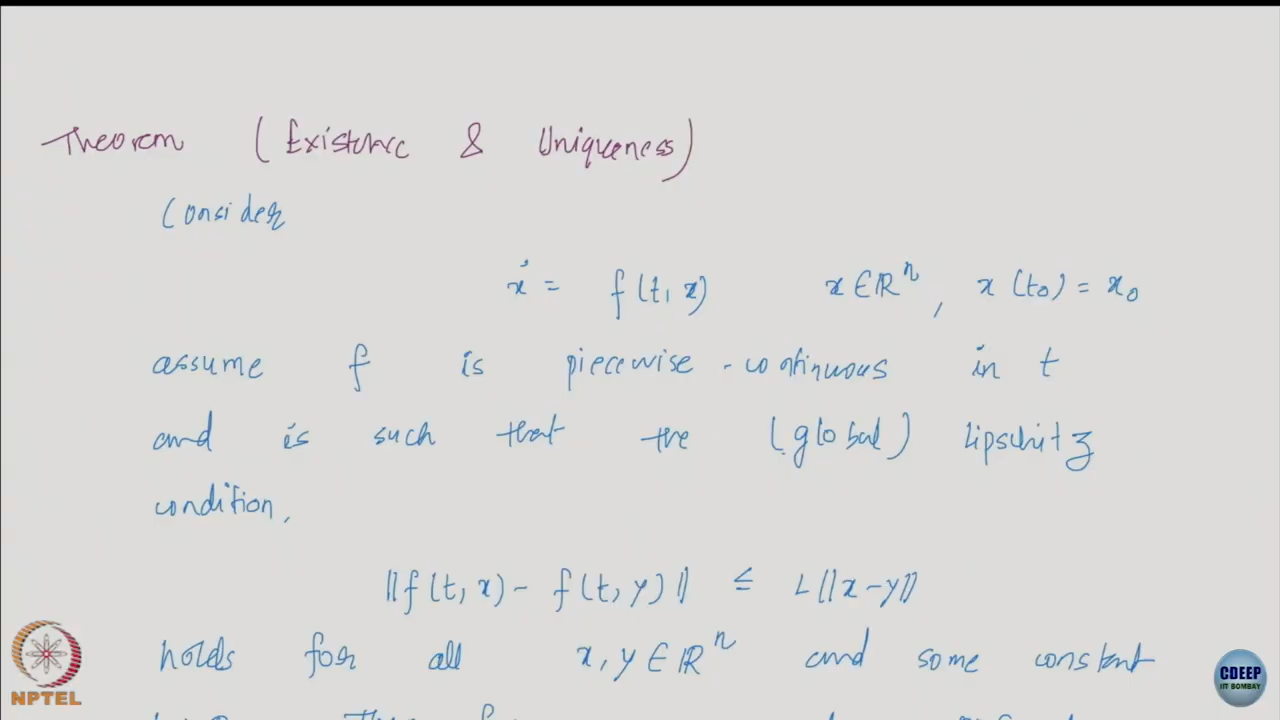 Theorem (Existence & Uniqueness)
Consider
ẋ = f(t, x) x ∈ ℝⁿ, x(t₀) = x₀
assume f is piecewise-continuous in t
and is such that the (global) lipschitz
condition,
||f(t, x) - f(t, y)|| ≤ L||x-y||
holds for all x, y ∈ ℝⁿ and some constant
NPTEL
CDEEP
IIT BOMBAY